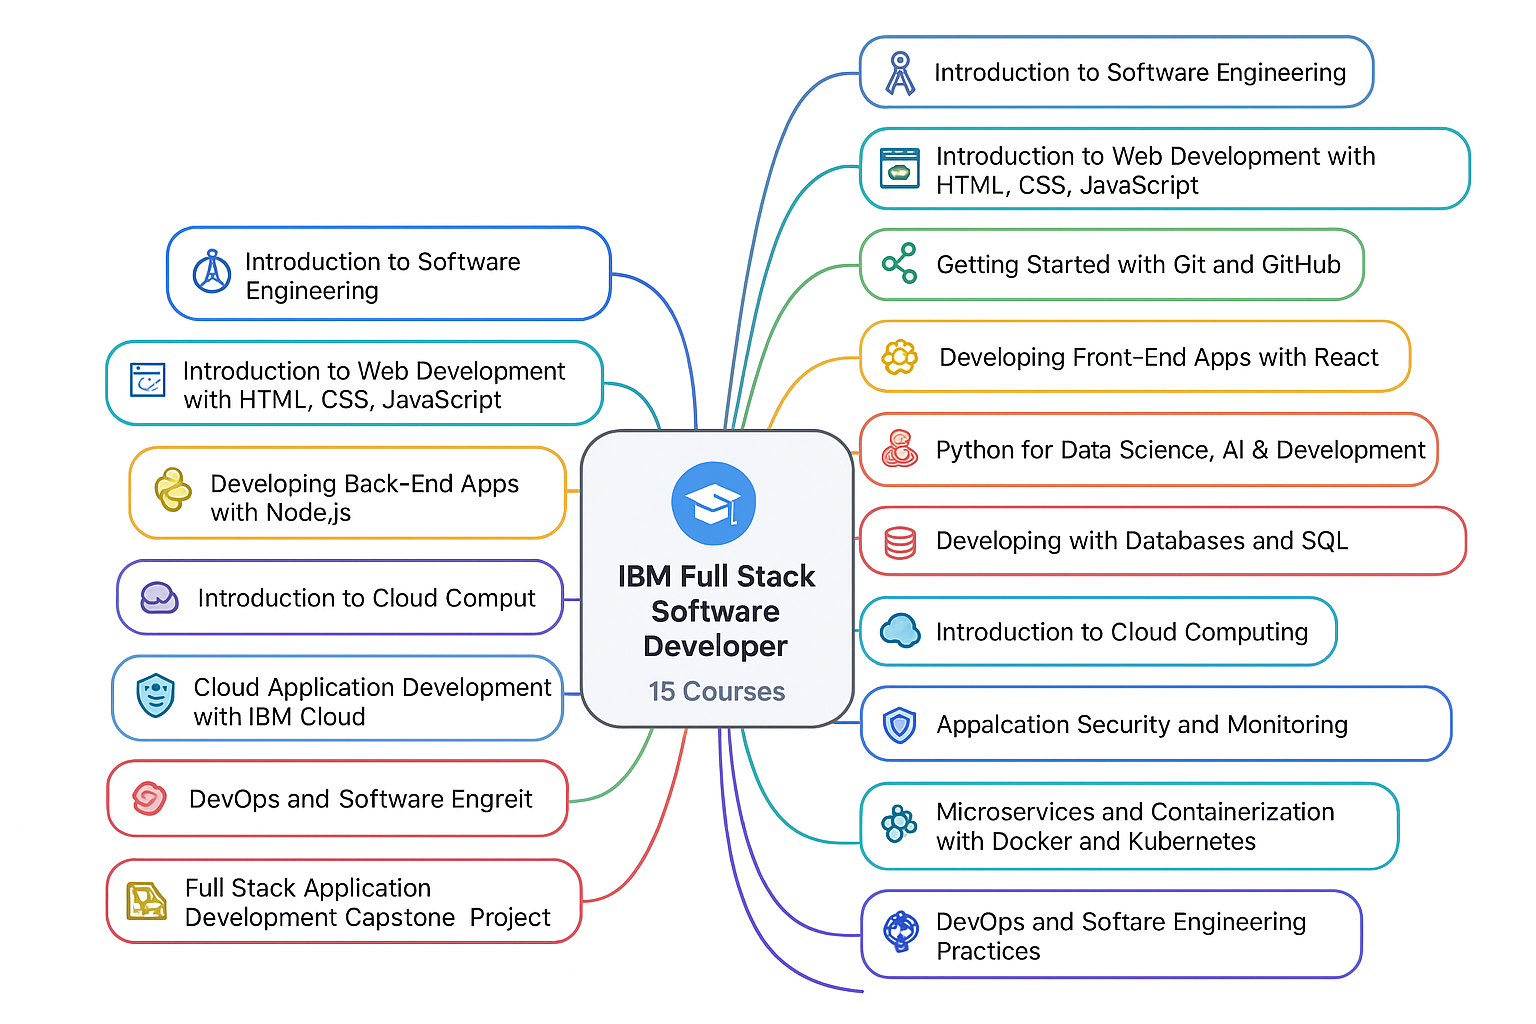 Introduction to Software
Engineering
Introduction to Web Development
with HTML, CSS, JavaScript
Developing Back-End Apps
with Node,js
Introduction to Cloud Comput
Cloud Application Development
with IBM Cloud
DevOps and Software Engreit
Full Stack Application
Development Capstone Project
IBM Full Stack
Software
Developer
15 Courses
Introduction to Software Engineering
Introduction to Web Development with
HTML, CSS, JavaScript
Getting Started with Git and GitHub
Developing Front-End Apps with React
Python for Data Science, AI & Development
Developing with Databases and SQL
Introduction to Cloud Computing
Appalcation Security and Monitoring
Microservices and Containerization
with Docker and Kubernetes
DevOps and Softare Engineering
Practices